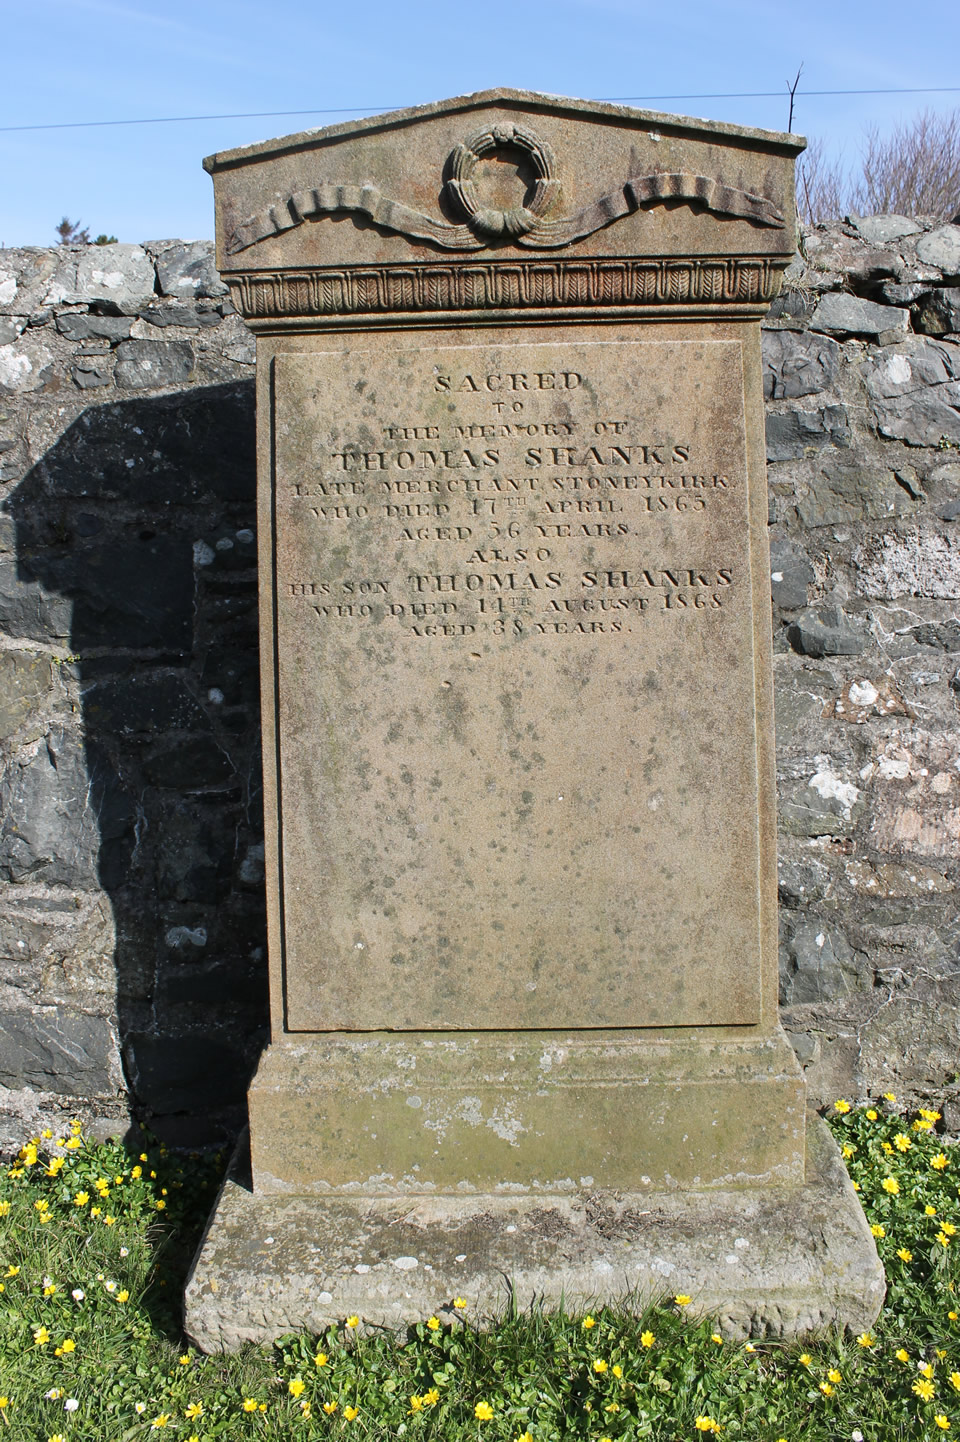 SACRED
TO
THE MEMORY OF
THOMAS SHANKS
LATE MERCHANT STONEYKIRK
WHO DIED 17TH APRIL 1865
AGED 56 YEARS.
ALSO
HIS SON THOMAS SHANKS
WHO DIED 14TH AUGUST 1868
AGED 38 YEARS.